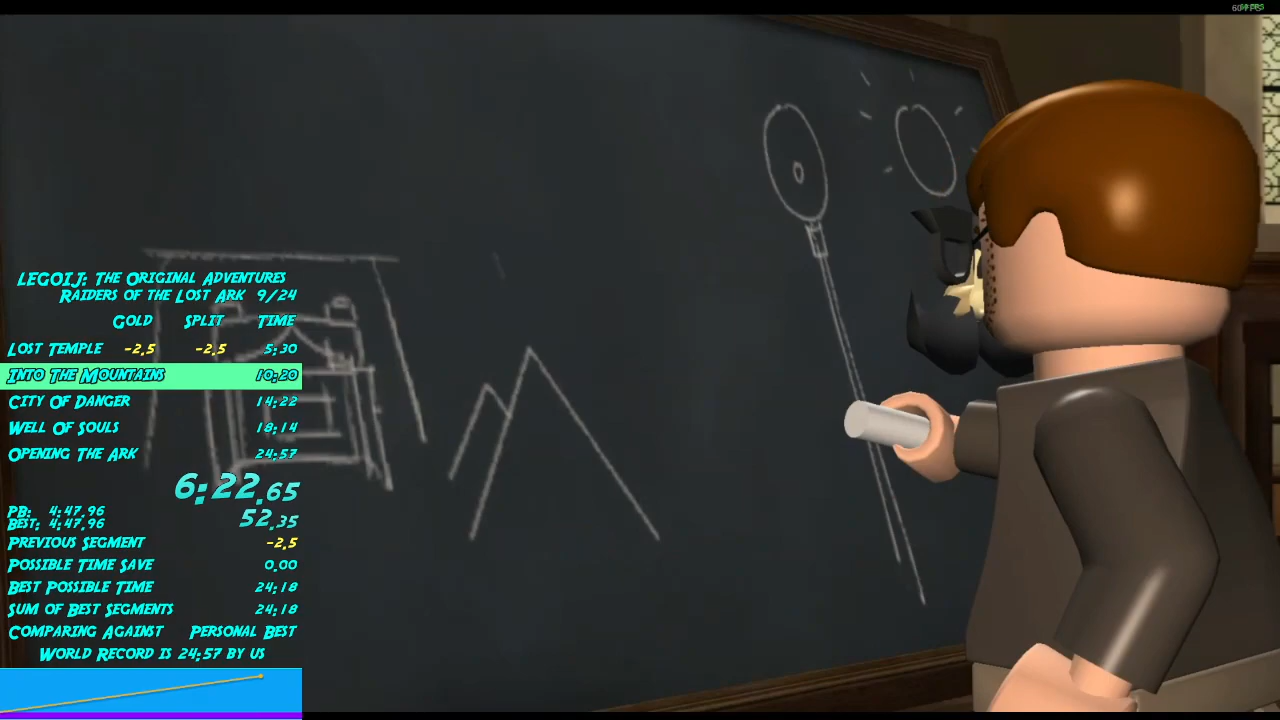 LEGOIJ: The Original Adventures
Raiders of the Lost Ark 9/24
Gold Split Time
Lost Temple -2.5 -2.5 5:30
Into The Mountains 10:20
City Of Danger 14:22
Well Of Souls 18:14
Opening The Ark 24:57
6:22.65
PB: 4:47.96
Best: 4:47.96 52.35
Previous Segment -2.5
Possible Time Save 0.00
Best Possible Time 24:18
Sum of Best Segments 24:18
Comparing Against Personal Best
World Record is 24:57 by us